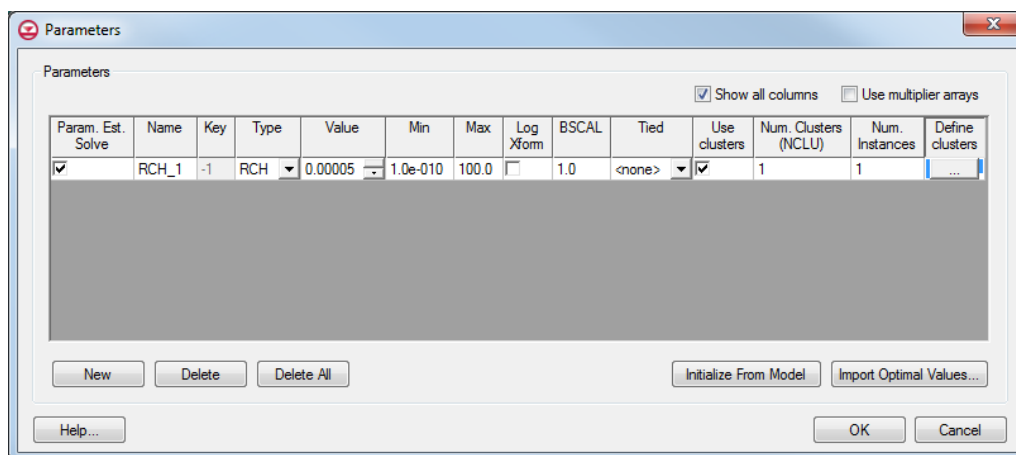 Parameters
Parameters
Show all columns Use multiplier arrays
Param. Est. Solve Name Key Type Value Min Max Log Xform BSCAL Tied Use clusters Num. Clusters (NCLU) Num. Instances Define clusters
RCH_1 -1 RCH 0.00005 1.0e-010 100.0 1.0 <none> 1 1 ...
New Delete Delete All Initialize From Model Import Optimal Values...
Help... OK Cancel